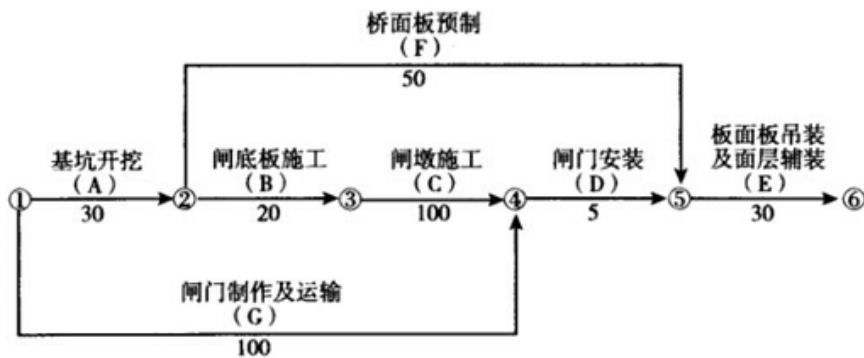 桥面板预制
（F）
50
基坑开挖
（A）
30
闸底板施工
（B）
20
闸墩施工
（C）
100
闸门安装
（D）
5
板面板吊装
及面层辅装
（E）
30
①
②
③
④
⑤
⑥
闸门制作及运输
（G）
100